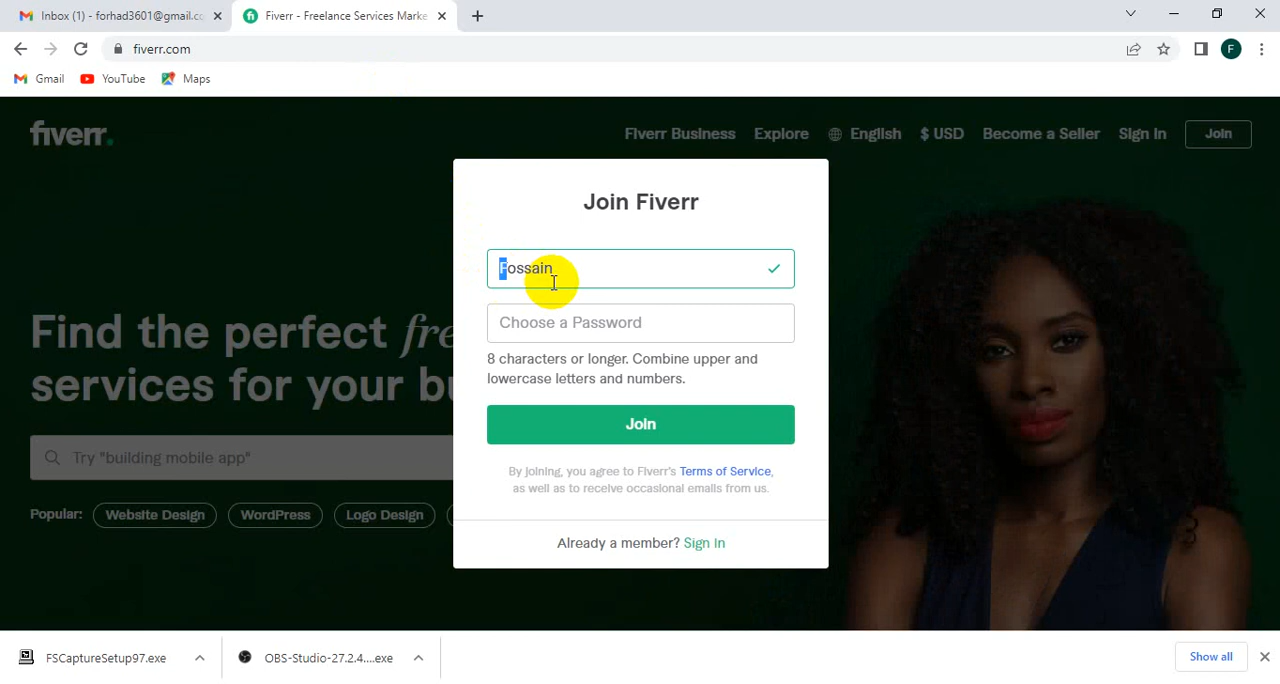 Inbox (1) - forhad3601@gmail.c
Fiverr - Freelance Services Marke
fiverr.com
F
Gmail
YouTube
Maps
fiverr.
Fiverr Business
Explore
English
$ USD
Become a Seller
Sign In
Join
Join Fiverr
Fossain
Choose a Password
8 characters or longer. Combine upper and
lowercase letters and numbers.
Join
By joining, you agree to Fiverr's Terms of Service,
as well as to receive occasional emails from us.
Already a member? Sign In
Find the perfect fre
services for your bu
Try "building mobile app"
Popular:
Website Design
WordPress
Logo Design
FSCaptureSetup97.exe
OBS-Studio-27.2.4....exe
Show all